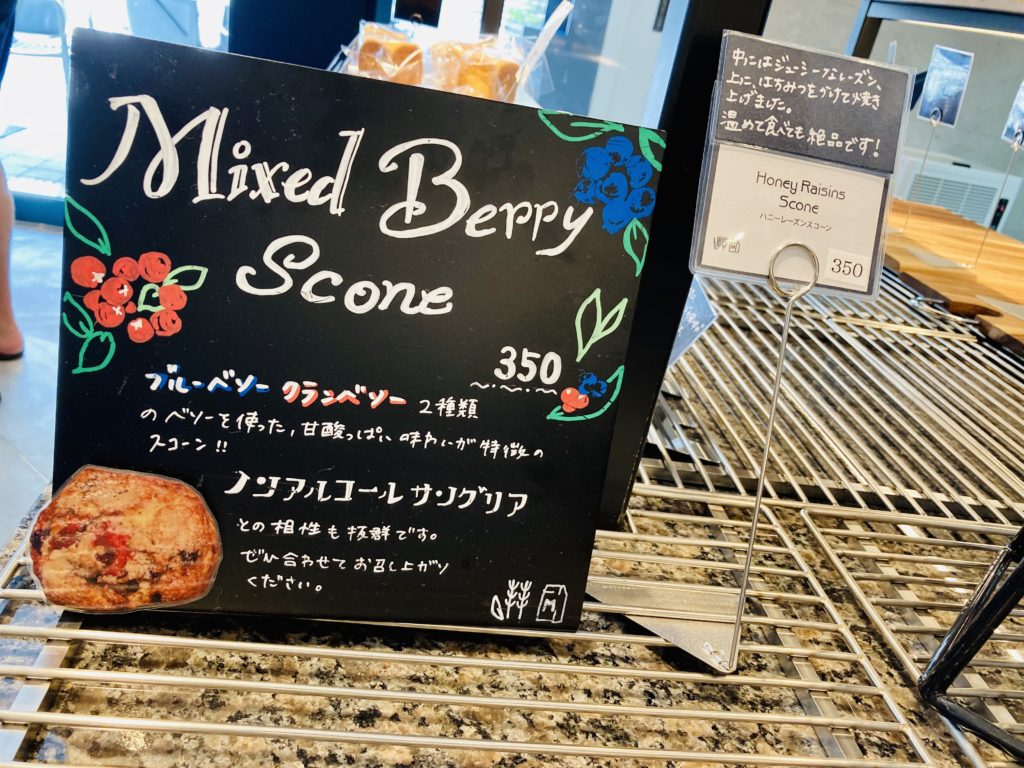 Mixed Berry
Scone
350
ブルーベリー クランベリー 2種類
のベリーを使った,甘酸っぱい味わいが特徴の
スコーン!!
ノンアルコールサングリア
との相性も抜群です。
ぜひ合わせてお召し上がり
ください。
M
中にはジューシーなレーズン、
上に、はちみつをかけて焼き
上げました。
温めて食べても絶品です!
Honey Raisins
Scone
ハニーレーズンスコーン
350